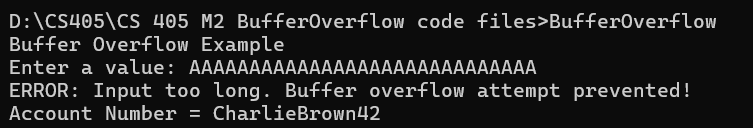 D:\CS405\CS 405 M2 BufferOverflow code files>BufferOverflow
Buffer Overflow Example
Enter a value: AAAAAAAAAAAAAAAAAAAAAAAAAAAAA
ERROR: Input too long. Buffer overflow attempt prevented!
Account Number = CharlieBrown42